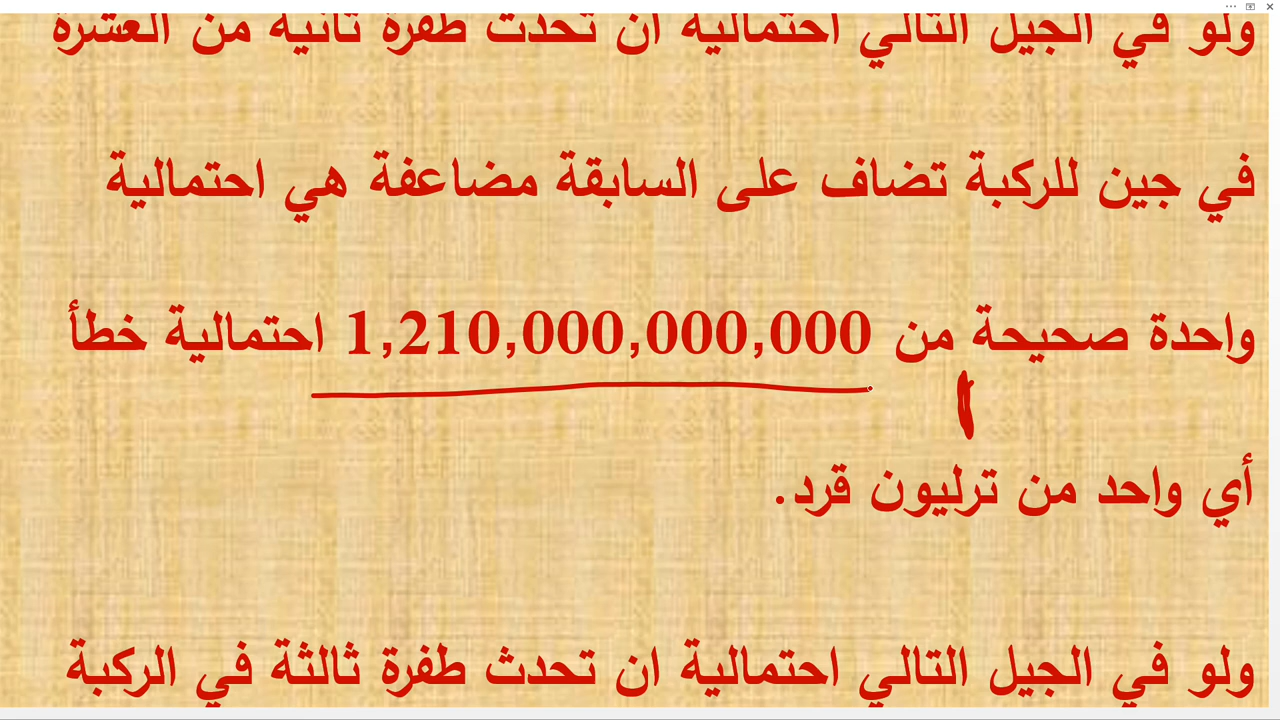 ولو في الجيل التالي احتمالية ان تحدث طفرة ثانية من العشرة
في جين للركبة تضاف على السابقة مضاعفة هي احتمالية
واحدة صحيحة من 1,210,000,000,000 احتمالية خطأ
أي واحد من ترليون قرد.
ولو في الجيل التالي احتمالية ان تحدث طفرة ثالثة في الركبة